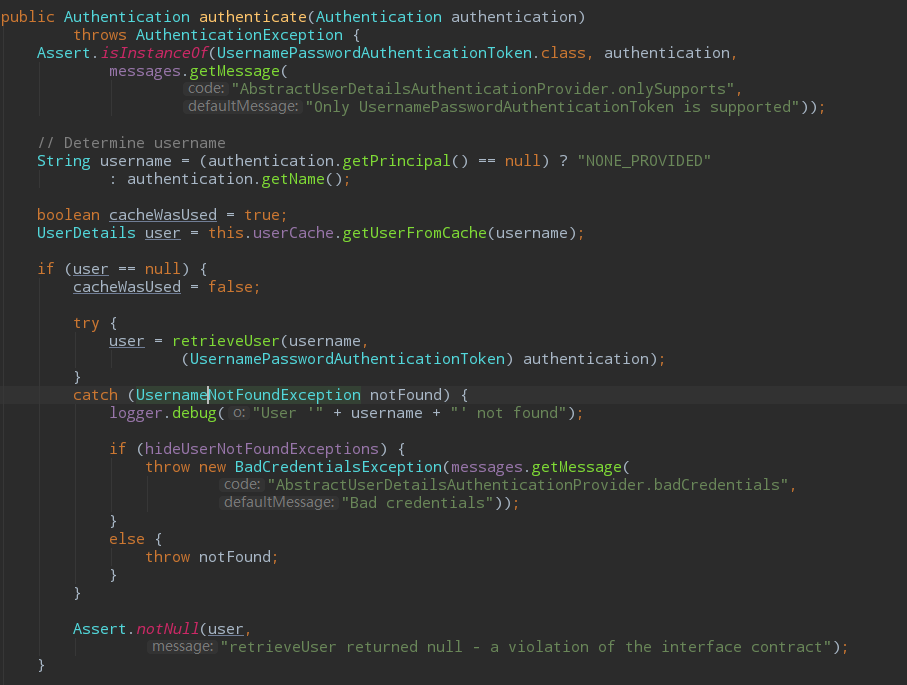 public Authentication authenticate(Authentication authentication)
throws AuthenticationException {
Assert.isInstanceOf(UsernamePasswordAuthenticationToken.class, authentication,
messages.getMessage(
code: "AbstractUserDetailsAuthenticationProvider.onlySupports",
defaultMessage: "Only UsernamePasswordAuthenticationToken is supported"));
// Determine username
String username = (authentication.getPrincipal() == null) ? "NONE_PROVIDED"
: authentication.getName();
boolean cacheWasUsed = true;
UserDetails user = this.userCache.getUserFromCache(username);
if (user == null) {
cacheWasUsed = false;
try {
user = retrieveUser(username,
(UsernamePasswordAuthenticationToken) authentication);
}
catch (UsernameNotFoundException notFound) {
logger.debug( o: "User '" + username + "' not found");
if (hideUserNotFoundExceptions) {
throw new BadCredentialsException(messages.getMessage(
code: "AbstractUserDetailsAuthenticationProvider.badCredentials",
defaultMessage: "Bad credentials"));
}
else {
throw notFound;
}
}
Assert.notNull(user,
message: "retrieveUser returned null - a violation of the interface contract");
}